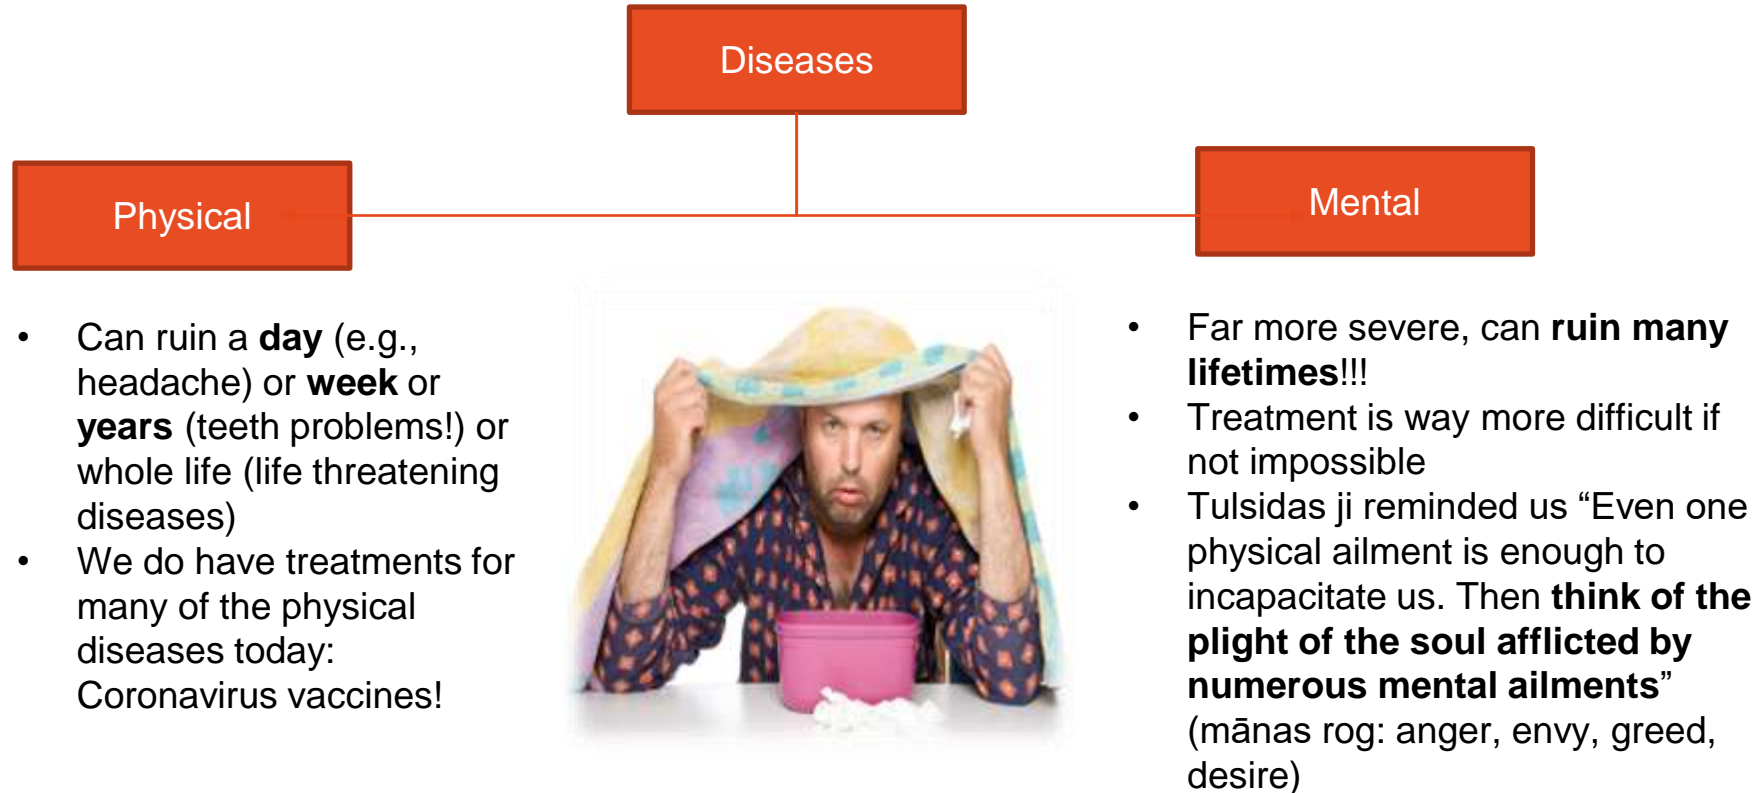 Diseases
Physical
Mental
• Can ruin a day (e.g.,
headache) or week or
years (teeth problems!) or
whole life (life threatening
diseases)
• We do have treatments for
many of the physical
diseases today:
Coronavirus vaccines!
• Far more severe, can ruin many
lifetimes!!!
• Treatment is way more difficult if
not impossible
• Tulsidas ji reminded us “Even one
physical ailment is enough to
incapacitate us. Then think of the
plight of the soul afflicted by
numerous mental ailments”
(mānas rog: anger, envy, greed,
desire)